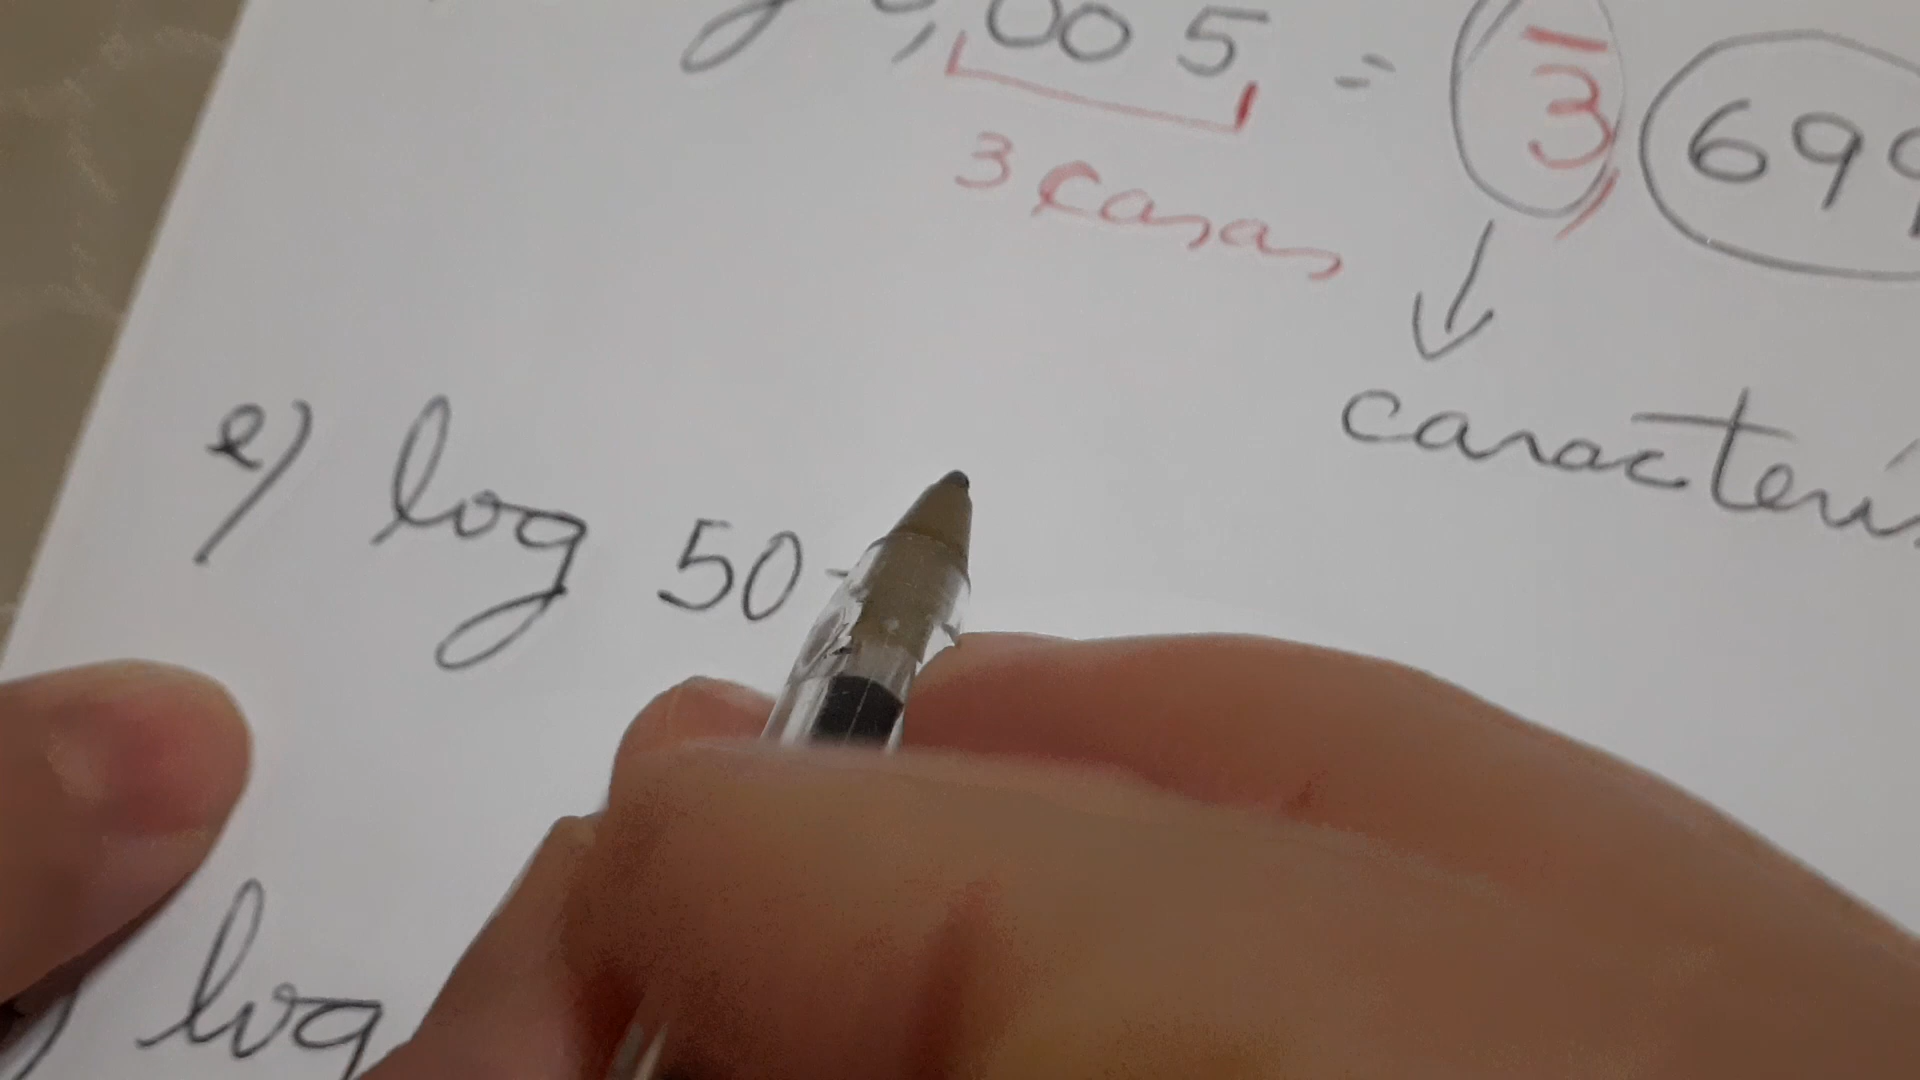 ,005 = 3̅, 699
3 casas
caracterís
e) log 50
log